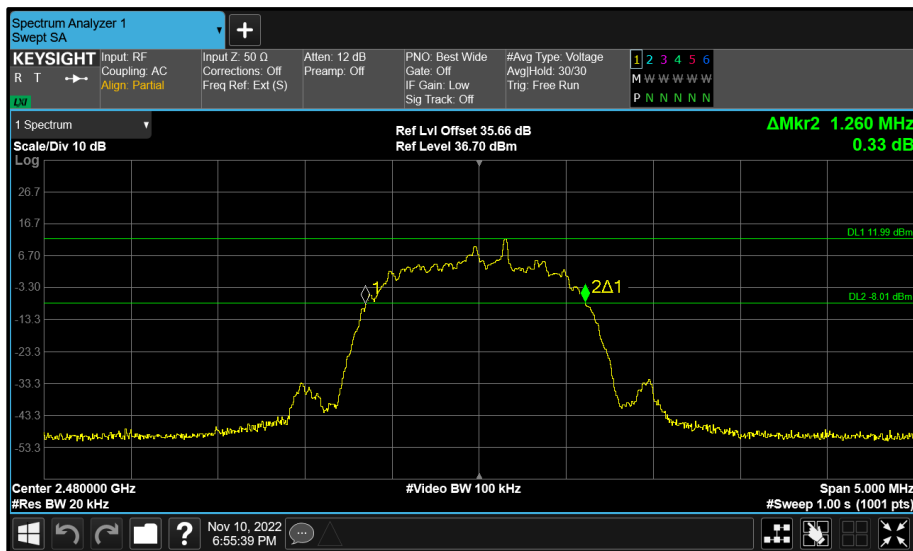 Spectrum Analyzer 1
Swept SA
KEYSIGHT
R T
LXI
Input: RF
Coupling: AC
Align: Partial
Input Z: 50 Ω
Corrections: Off
Freq Ref: Ext (S)
Atten: 12 dB
Preamp: Off
PNO: Best Wide
Gate: Off
IF Gain: Low
Sig Track: Off
#Avg Type: Voltage
Avg|Hold: 30/30
Trig: Free Run
1 2 3 4 5 6
M W W W W W
P N N N N N
1 Spectrum
Scale/Div 10 dB
Ref Lvl Offset 35.66 dB
Ref Level 36.70 dBm
ΔMkr2 1.260 MHz
0.33 dB
Log
26.7
16.7
DL1 11.99 dBm
6.70
-3.30
1
2Δ1
DL2 -8.01 dBm
-13.3
-23.3
-33.3
-43.3
-53.3
Center 2.480000 GHz
#Video BW 100 kHz
Span 5.000 MHz
#Res BW 20 kHz
#Sweep 1.00 s (1001 pts)
?
Nov 10, 2022
6:55:39 PM